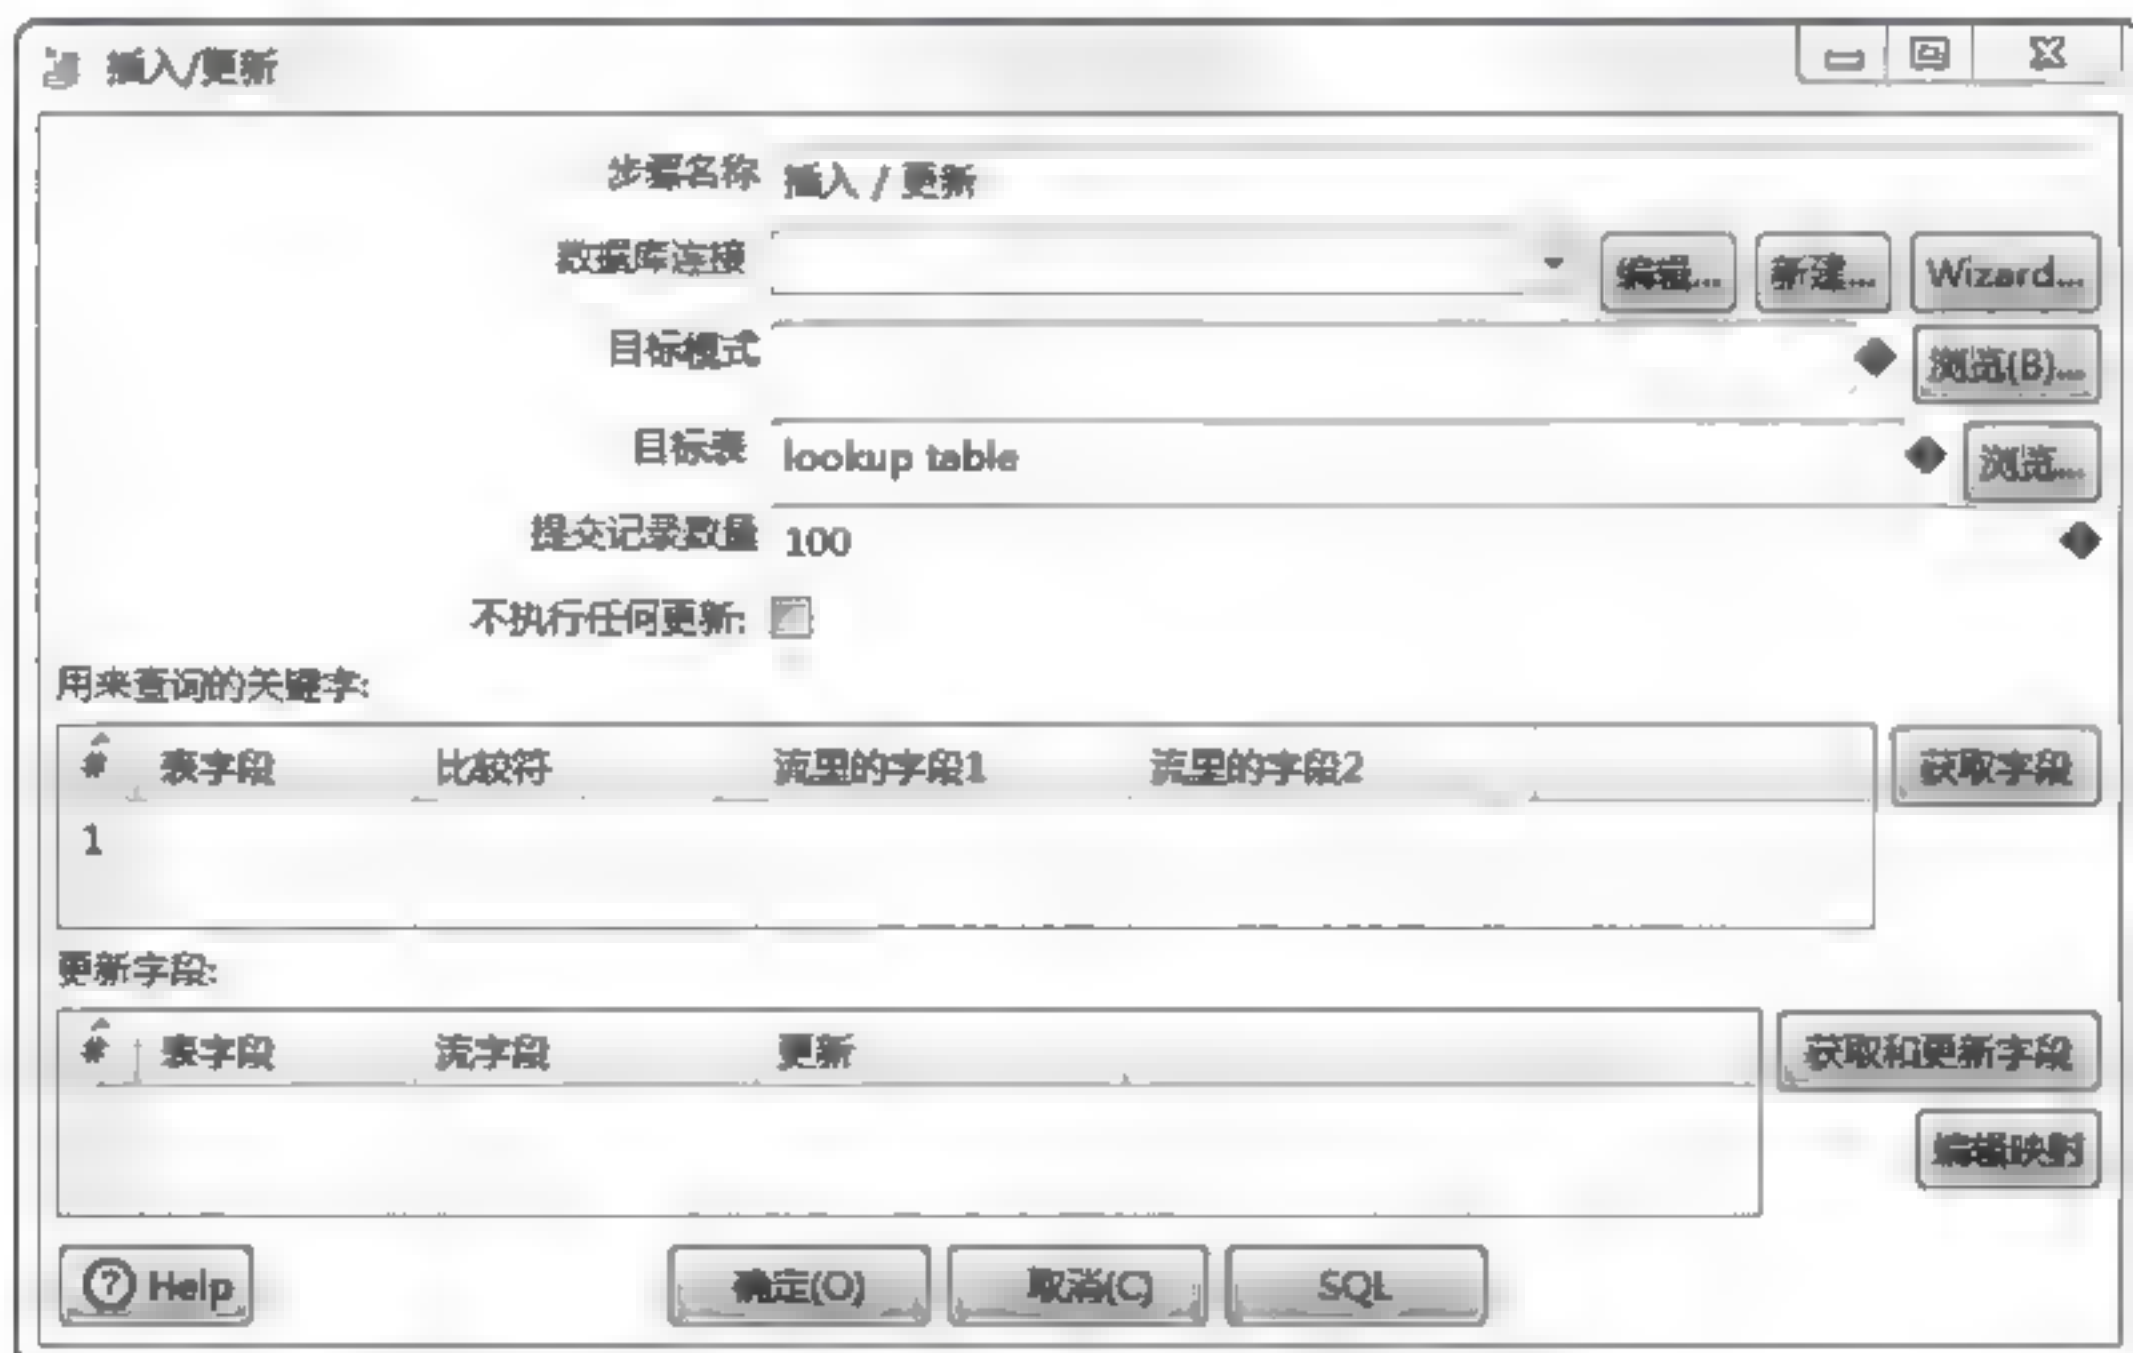 插入/更新
步骤名称 插入 / 更新
数据库连接 编辑... 新建... Wizard...
目标模式 浏览(B)...
目标表 lookup table 浏览...
提交记录数量 100
不执行任何更新:
用来查询的关键字:
# 表字段 比较符 流里的字段1 流里的字段2 获取字段
1
更新字段:
# 表字段 流字段 更新 获取和更新字段
编辑映射
Help 确定(O) 取消(C) SQL